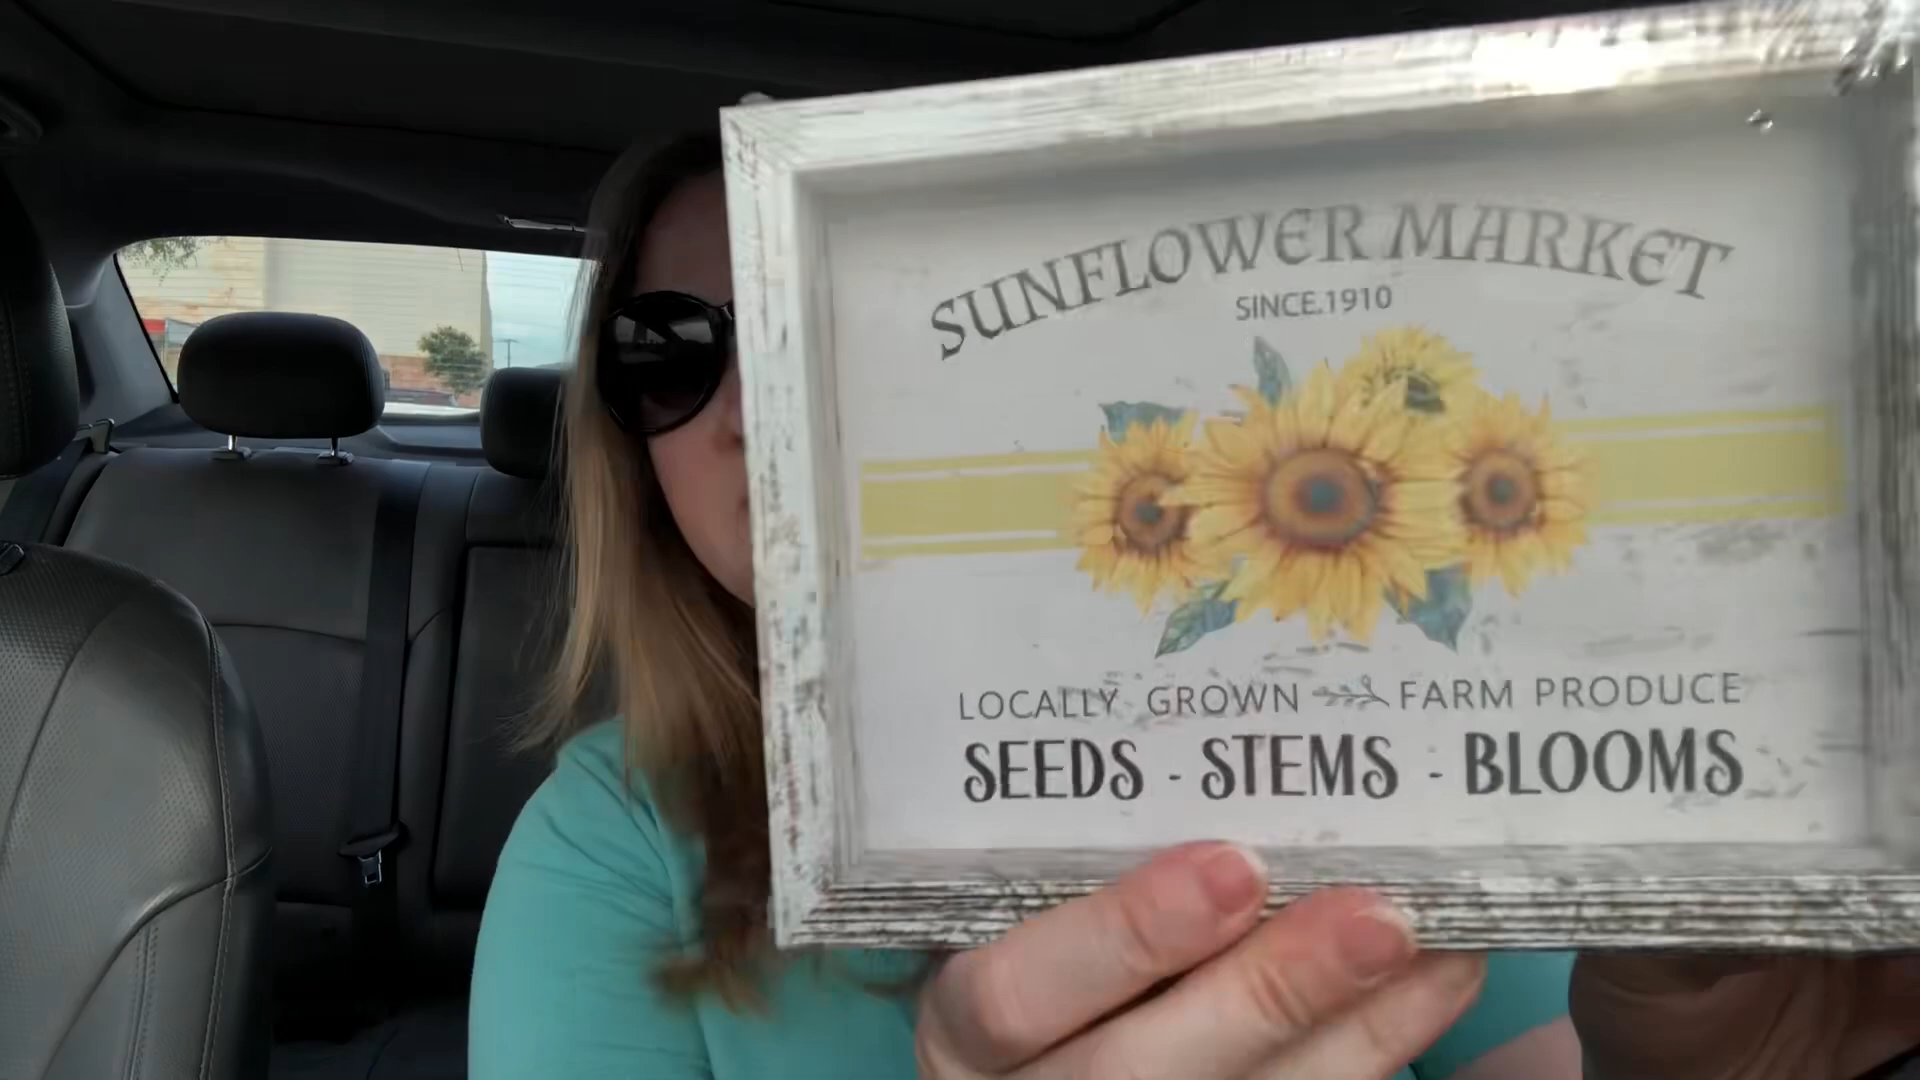 SUNFLOWER MARKET
SINCE.1910
LOCALLY GROWN FARM PRODUCE
SEEDS - STEMS - BLOOMS